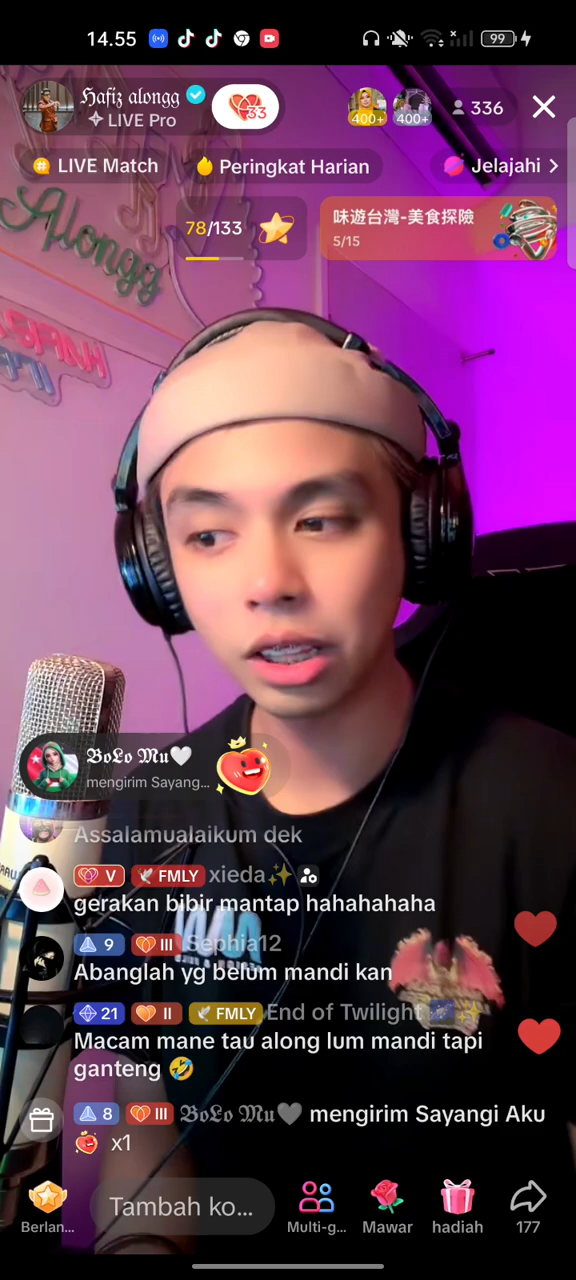 14.55
99
Hafiz alongg
LIVE Pro
33
400+
400+
336
LIVE Match
Peringkat Harian
Jelajahi
78/133
味遊台灣-美食探險
5/15
Alongg
BoLo Mu🤍
mengirim Sayang...
Assalamualaikum dek
V FMLY xieda✨
gerakan bibir mantap hahahahaha
9 III Sephia12
Abanglah yg belum mandi kan
21 II FMLY End of Twilight 🌌✨
Macam mane tau along lum mandi tapi
ganteng 🤣
8 III BoLo Mu🤍 mengirim Sayangi Aku
x1
Berlan...
Tambah ko...
Multi-g...
Mawar
hadiah
177